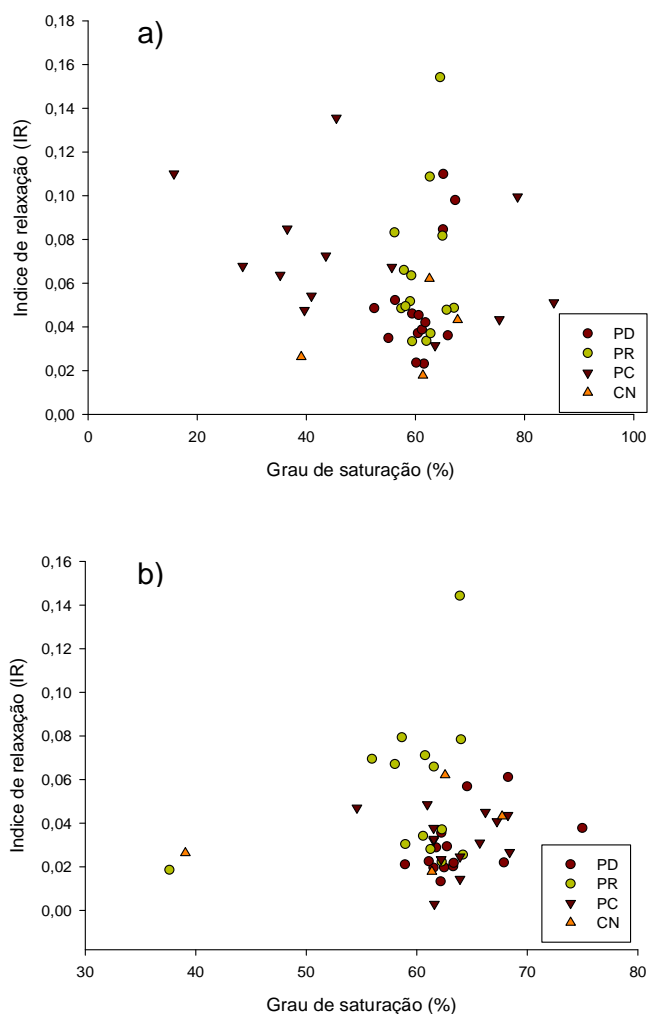 a)
0,18
0,16
0,14
0,12
0,10
0,08
0,06
0,04
0,02
0,00
Indice de relaxação (IR)
0 20 40 60 80 100
Grau de saturação (%)
PD
PR
PC
CN
b)
0,16
0,14
0,12
0,10
0,08
0,06
0,04
0,02
0,00
Indice de relaxação (IR)
30 40 50 60 70 80
Grau de saturação (%)
PD
PR
PC
CN